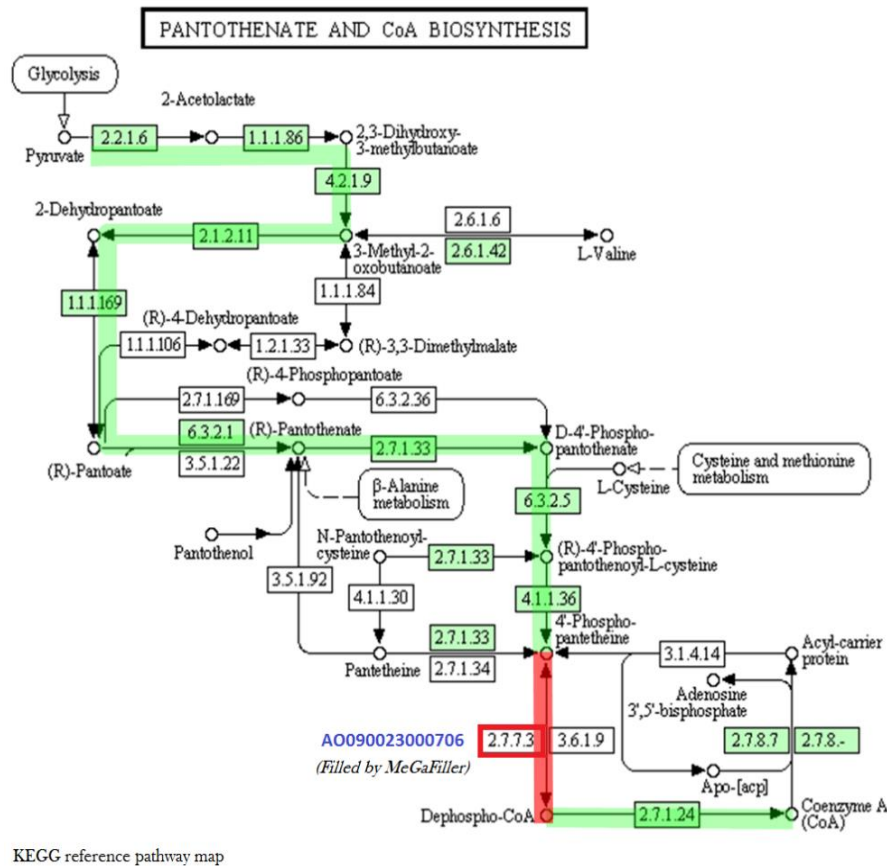 PANTOTHENATE AND CoA BIOSYNTHESIS
Glycolysis
2-Acetolactate
Pyruvate
2.2.1.6
1.1.1.86
2,3-Dihydroxy-
3-methylbutanoate
4.2.1.9
2-Dehydropantoate
2.1.2.11
3-Methyl-2-
oxobutanoate
2.6.1.6
2.6.1.42
L-Valine
1.1.1.169
1.1.1.84
(R)-4-Dehydropantoate
1.1.1.106
1.2.1.33
(R)-3,3-Dimethylmalate
(R)-4-Phosphopantoate
2.7.1.169
6.3.2.36
6.3.2.1
(R)-Pantothenate
2.7.1.33
D-4'-Phospho-
pantothenate
(R)-Pantoate
3.5.1.22
β-Alanine
metabolism
L-Cysteine
Cysteine and methionine
metabolism
6.3.2.5
Pantothenol
N-Pantothenoyl-
cysteine
2.7.1.33
(R)-4'-Phospho-
pantothenoyl-L-cysteine
3.5.1.92
4.1.1.30
4.1.1.36
2.7.1.33
4'-Phospho-
pantetheine
Pantetheine
2.7.1.34
3.1.4.14
Acyl-carrier
protein
Adenosine
3',5'-bisphosphate
AO090023000706
(Filled by MeGaFiller)
2.7.7.3
3.6.1.9
2.7.8.7
2.7.8.-
Apo-[acp]
Dephospho-CoA
2.7.1.24
Coenzyme A
(CoA)
KEGG reference pathway map